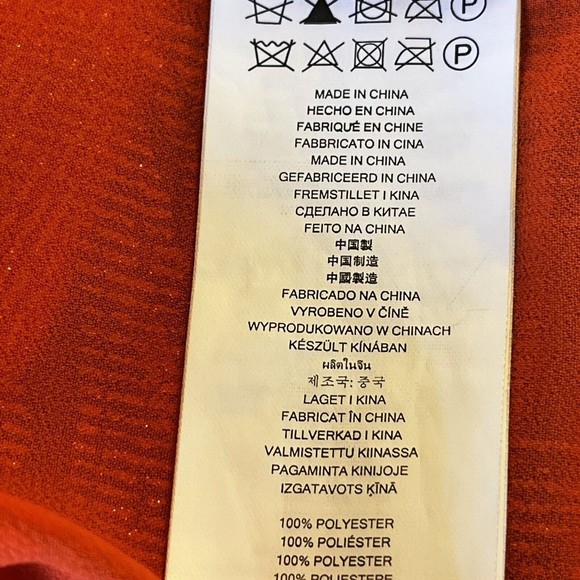 P
P
MADE IN CHINA
HECHO EN CHINA
FABRIQUÉ EN CHINE
FABBRICATO IN CINA
MADE IN CHINA
GEFABRICEERD IN CHINA
FREMSTILLET I KINA
СДЕЛАНО В КИТАЕ
FEITO NA CHINA
中国製
中国制造
中國製造
FABRICADO NA CHINA
VYROBENO V ČÍNĚ
WYPRODUKOWANO W CHINACH
KÉSZÜLT KÍNÁBAN
ผลิตในจีน
제조국: 중국
LAGET I KINA
FABRICAT ÎN CHINA
TILLVERKAD I KINA
VALMISTETTU KIINASSA
PAGAMINTA KINIJOJE
IZGATAVOTS ĶĪNĀ
100% POLYESTER
100% POLIÉSTER
100% POLYESTER
100% POLIESTERE